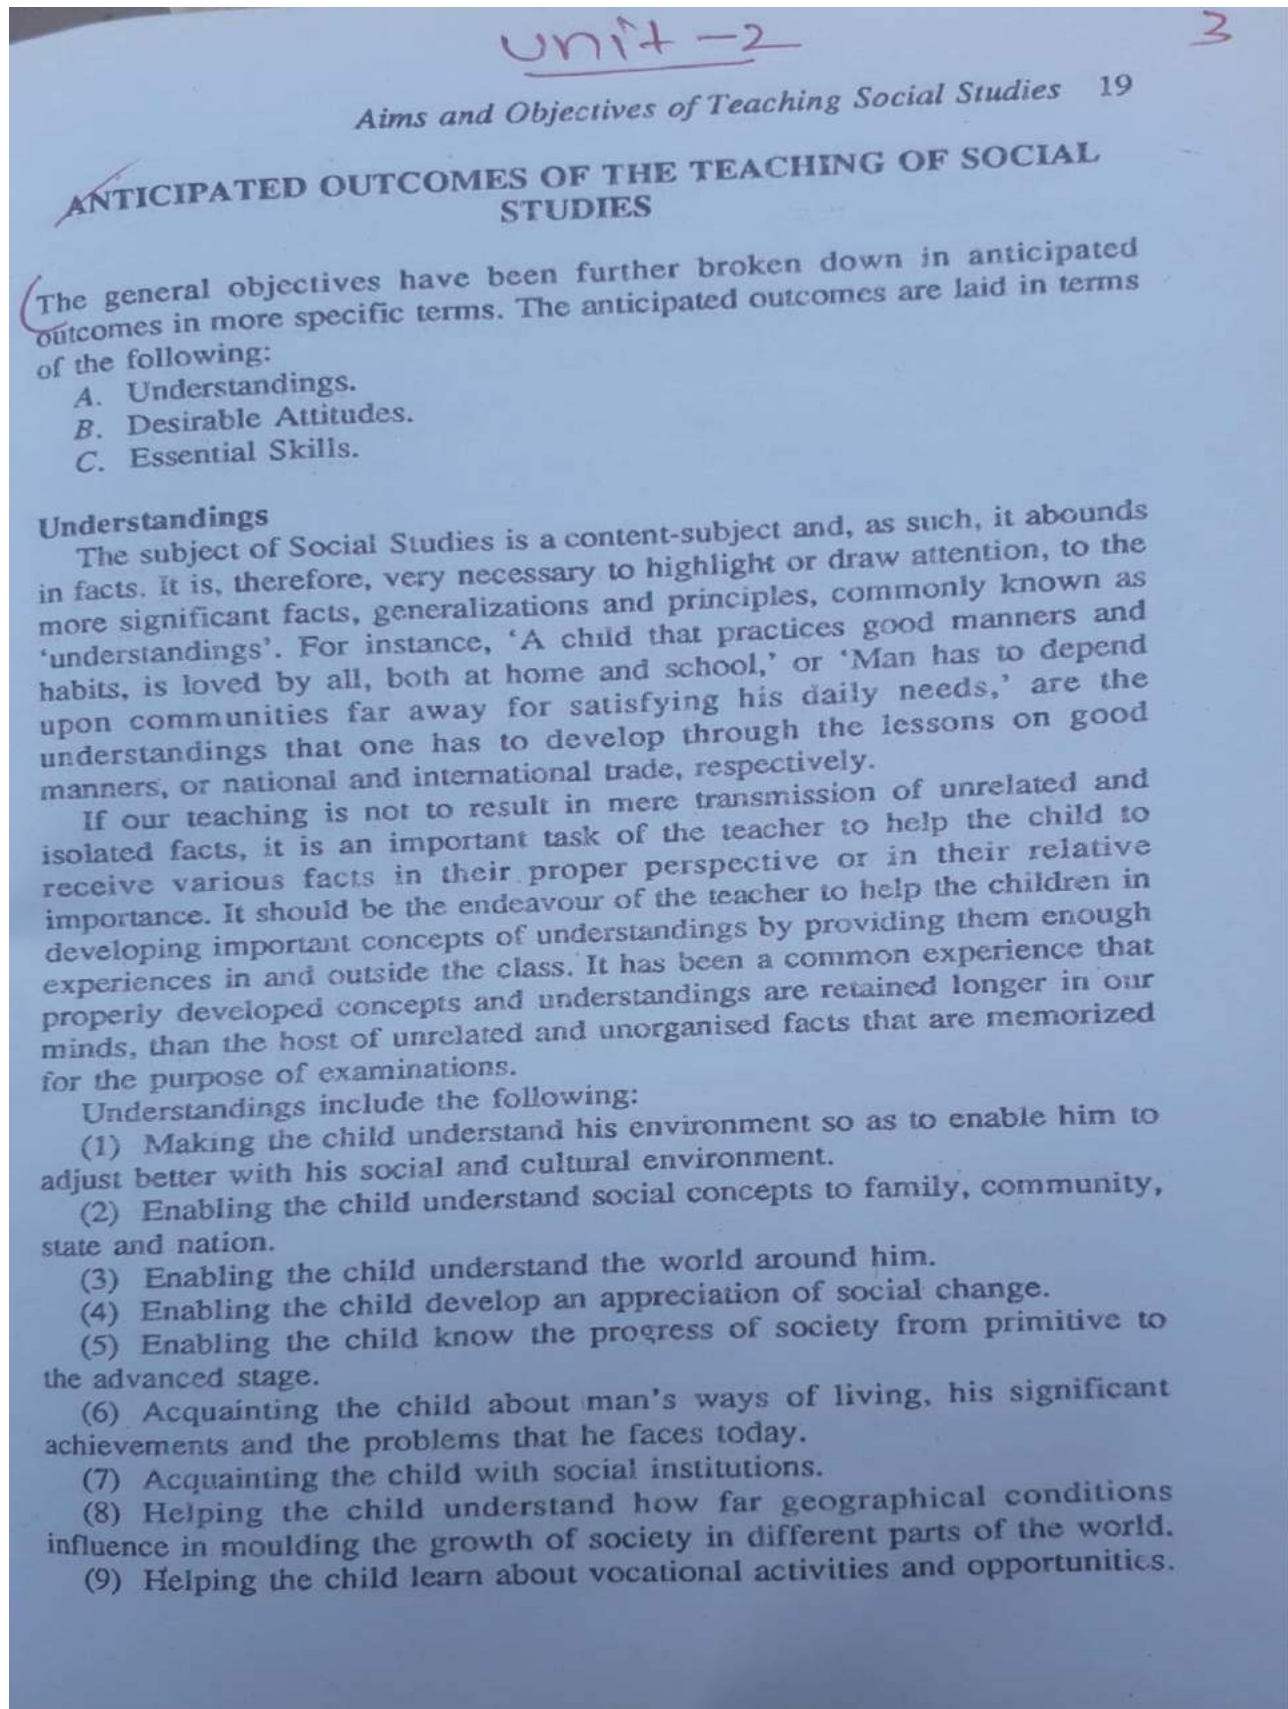 unit-2
3
Aims and Objectives of Teaching Social Studies 19
ANTICIPATED OUTCOMES OF THE TEACHING OF SOCIAL
STUDIES
The general objectives have been further broken down in anticipated
outcomes in more specific terms. The anticipated outcomes are laid in terms
of the following:
A. Understandings.
B. Desirable Attitudes.
C. Essential Skills.
Understandings
The subject of Social Studies is a content-subject and, as such, it abounds
in facts. It is, therefore, very necessary to highlight or draw attention, to the
more significant facts, generalizations and principles, commonly known as
‘understandings’. For instance, ‘A child that practices good manners and
habits, is loved by all, both at home and school,’ or ‘Man has to depend
upon communities far away for satisfying his daily needs,’ are the
understandings that one has to develop through the lessons on good
manners, or national and international trade, respectively.
If our teaching is not to result in mere transmission of unrelated and
isolated facts, it is an important task of the teacher to help the child to
receive various facts in their proper perspective or in their relative
importance. It should be the endeavour of the teacher to help the children in
developing important concepts of understandings by providing them enough
experiences in and outside the class. It has been a common experience that
properly developed concepts and understandings are retained longer in our
minds, than the host of unrelated and unorganised facts that are memorized
for the purpose of examinations.
Understandings include the following:
(1) Making the child understand his environment so as to enable him to
adjust better with his social and cultural environment.
(2) Enabling the child understand social concepts to family, community,
state and nation.
(3) Enabling the child understand the world around him.
(4) Enabling the child develop an appreciation of social change.
(5) Enabling the child know the progress of society from primitive to
the advanced stage.
(6) Acquainting the child about man's ways of living, his significant
achievements and the problems that he faces today.
(7) Acquainting the child with social institutions.
(8) Helping the child understand how far geographical conditions
influence in moulding the growth of society in different parts of the world.
(9) Helping the child learn about vocational activities and opportunities.